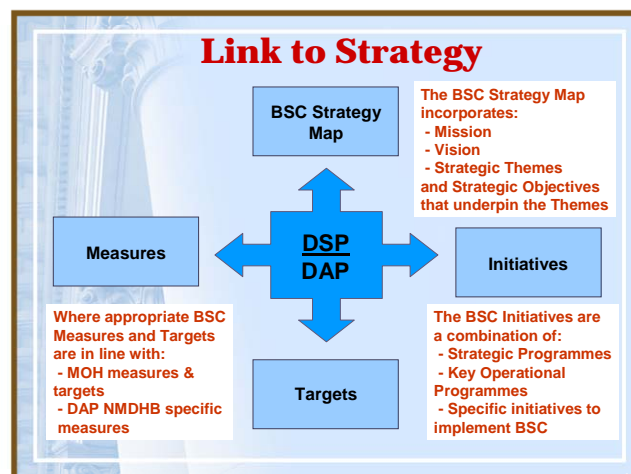 Link to Strategy
BSC Strategy
Map
The BSC Strategy Map
incorporates:
- Mission
- Vision
- Strategic Themes
and Strategic Objectives
that underpin the Themes
Measures
DSP
DAP
Initiatives
Where appropriate BSC
Measures and Targets
are in line with:
- MOH measures &
targets
- DAP NMDHB specific
measures
Targets
The BSC Initiatives are
a combination of:
- Strategic Programmes
- Key Operational
Programmes
- Specific initiatives to
implement BSC